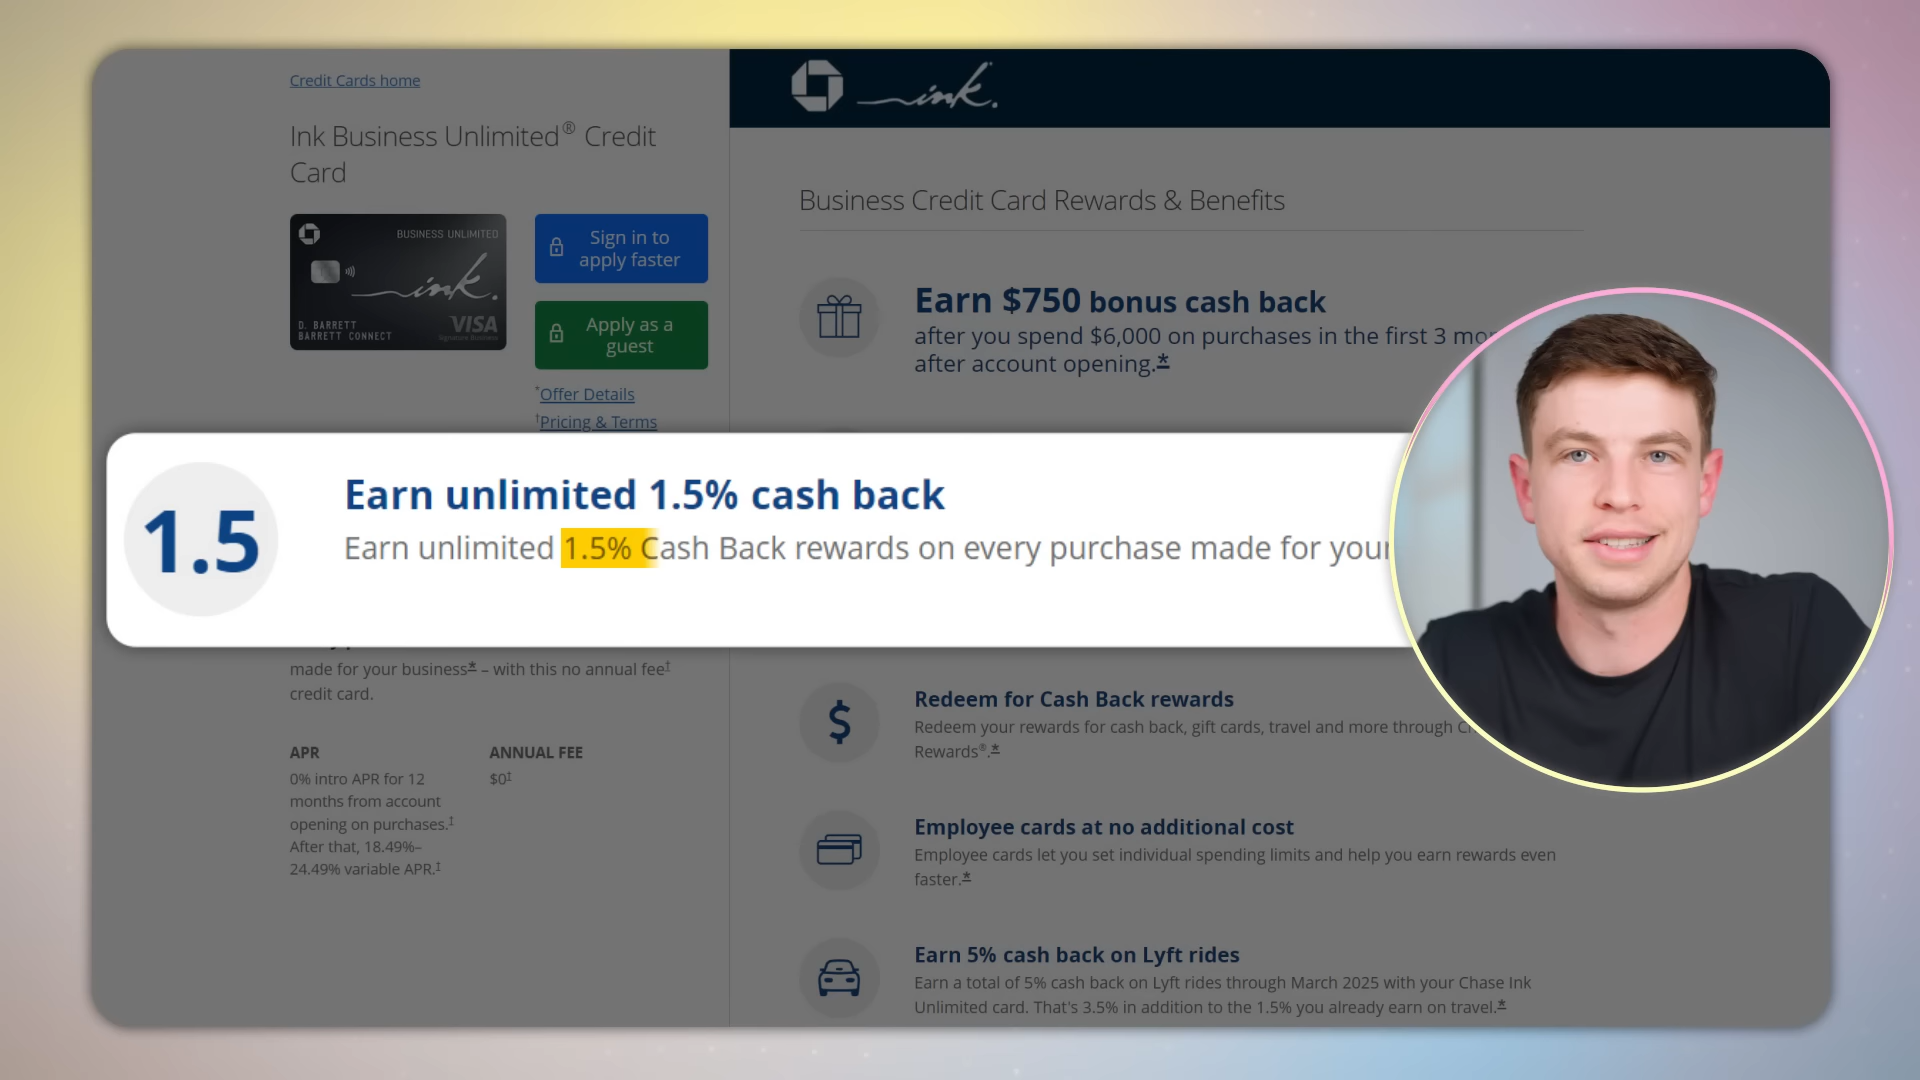 Credit Cards home
Ink Business Unlimited® Credit
Card
BUSINESS UNLIMITED
ink.
D. BARRETT
BARRETT CONNECT
VISA
Signature Business
Sign in to
apply faster
Apply as a
guest
*Offer Details
†Pricing & Terms
made for your business* – with this no annual fee†
credit card.
APR
0% intro APR for 12
months from account
opening on purchases.†
After that, 18.49%–
24.49% variable APR.†
ANNUAL FEE
$0†
ink.
Business Credit Card Rewards & Benefits
Earn $750 bonus cash back
after you spend $6,000 on purchases in the first 3
after account opening.*
1.5
Earn unlimited 1.5% cash back
Earn unlimited 1.5% Cash Back rewards on every purchase made for your
Redeem for Cash Back rewards
Redeem your rewards for cash back, gift cards, travel and more through
Rewards®.*
Employee cards at no additional cost
Employee cards let you set individual spending limits and help you earn rewards even
faster.*
Earn 5% cash back on Lyft rides
Earn a total of 5% cash back on Lyft rides through March 2025 with your Chase Ink
Unlimited card. That's 3.5% in addition to the 1.5% you already earn on travel.*